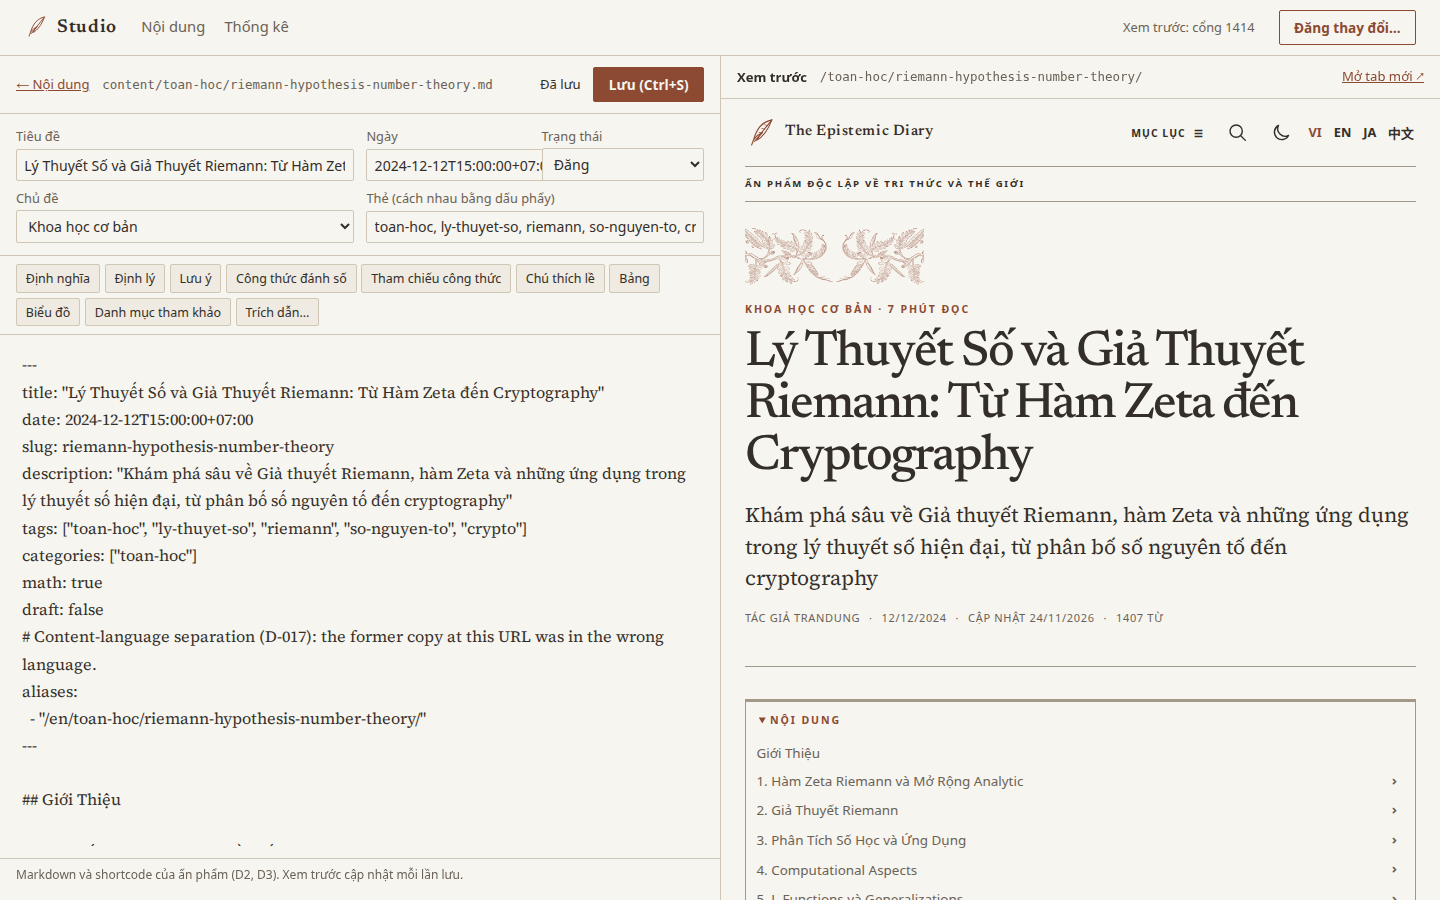 Studio
Nội dung
Thống kê
Xem trước: cổng 1414
Đăng thay đổi…
← Nội dung
content/toan-hoc/riemann-hypothesis-number-theory.md
Đã lưu
Lưu (Ctrl+S)
Tiêu đề
Ngày
Trạng thái
Lý Thuyết Số và Giả Thuyết Riemann: Từ Hàm Zet
2024-12-12T15:00:00+07:0
Đăng
Chủ đề
Thẻ (cách nhau bằng dấu phẩy)
Khoa học cơ bản
toan-hoc, ly-thuyet-so, riemann, so-nguyen-to, cr
Định nghĩa
Định lý
Lưu ý
Công thức đánh số
Tham chiếu công thức
Chú thích lề
Bảng
Biểu đồ
Danh mục tham khảo
Trích dẫn…
---
title: "Lý Thuyết Số và Giả Thuyết Riemann: Từ Hàm Zeta đến Cryptography"
date: 2024-12-12T15:00:00+07:00
slug: riemann-hypothesis-number-theory
description: "Khám phá sâu về Giả thuyết Riemann, hàm Zeta và những ứng dụng trong
lý thuyết số hiện đại, từ phân bố số nguyên tố đến cryptography"
tags: ["toan-hoc", "ly-thuyet-so", "riemann", "so-nguyen-to", "crypto"]
categories: ["toan-hoc"]
math: true
draft: false
# Content-language separation (D-017): the former copy at this URL was in the wrong
language.
aliases:
- "/en/toan-hoc/riemann-hypothesis-number-theory/"
---
## Giới Thiệu
Markdown và shortcode của ấn phẩm (D2, D3). Xem trước cập nhật mỗi lần lưu.
Xem trước
/toan-hoc/riemann-hypothesis-number-theory/
Mở tab mới ↗
The Epistemic Diary
MỤC LỤC ☰
VI EN JA 中文
ẤN PHẨM ĐỘC LẬP VỀ TRI THỨC VÀ THẾ GIỚI
KHOA HỌC CƠ BẢN · 7 PHÚT ĐỌC
Lý Thuyết Số và Giả Thuyết
Riemann: Từ Hàm Zeta đến
Cryptography
Khám phá sâu về Giả thuyết Riemann, hàm Zeta và những ứng dụng
trong lý thuyết số hiện đại, từ phân bố số nguyên tố đến
cryptography
TÁC GIẢ TRANDUNG · 12/12/2024 · CẬP NHẬT 24/11/2026 · 1407 TỪ
▾ NỘI DUNG
Giới Thiệu
1. Hàm Zeta Riemann và Mở Rộng Analytic ›
2. Giả Thuyết Riemann ›
3. Phân Tích Số Học và Ứng Dụng ›
4. Computational Aspects ›
5. L-Functions và Generalizations ›